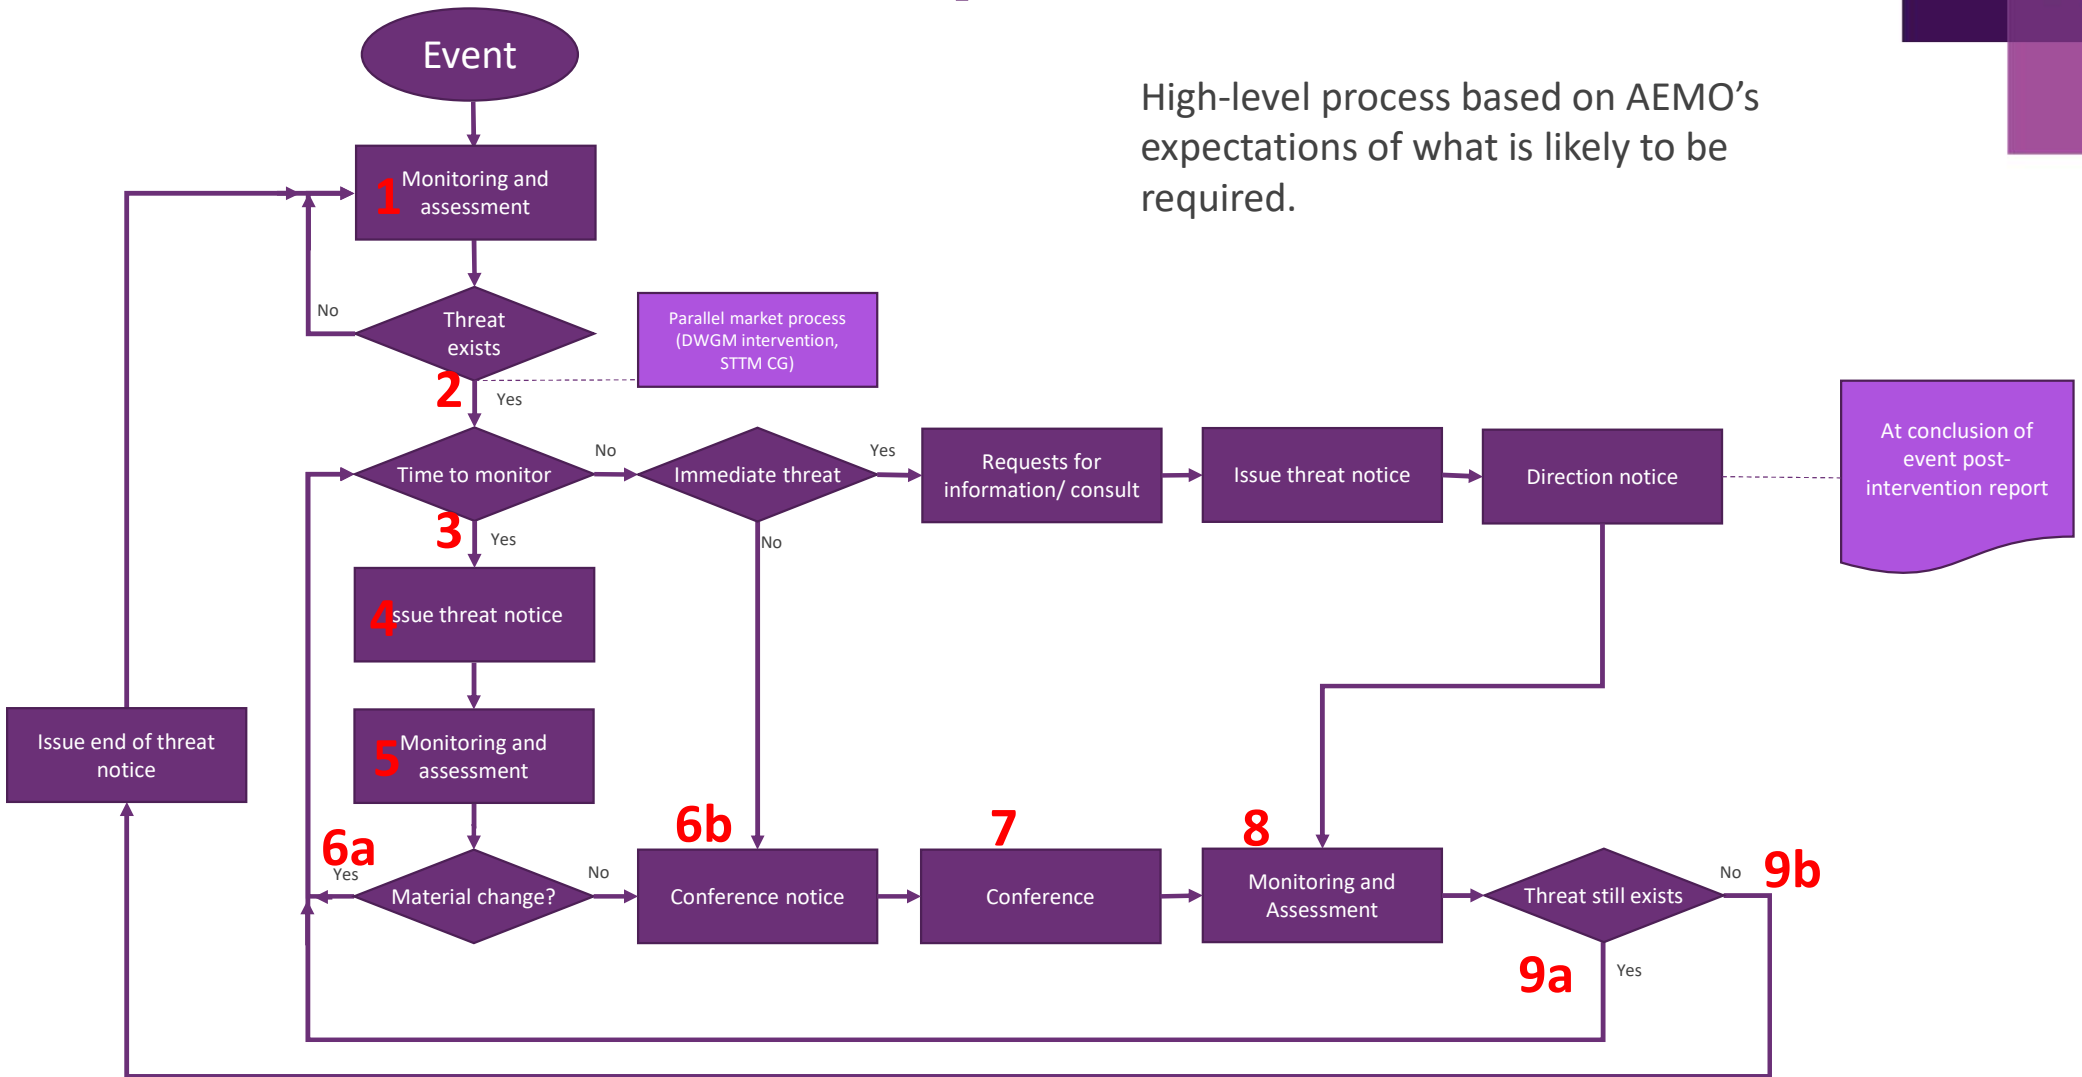 Event
High-level process based on AEMO's
expectations of what is likely to be
required.
1
Monitoring and
assessment
No
Threat
exists
Parallel market process
(DWGM intervention,
STTM CG)
2
Yes
Time to monitor
No
Immediate threat
Yes
Requests for
information/ consult
Issue threat notice
Direction notice
At conclusion of
event post-
intervention report
3
Yes
No
4
ssue threat notice
5
Monitoring and
assessment
Issue end of threat
notice
6a
Yes
Material change?
No
6b
Conference notice
7
Conference
8
Monitoring and
Assessment
Threat still exists
No
9b
9a
Yes